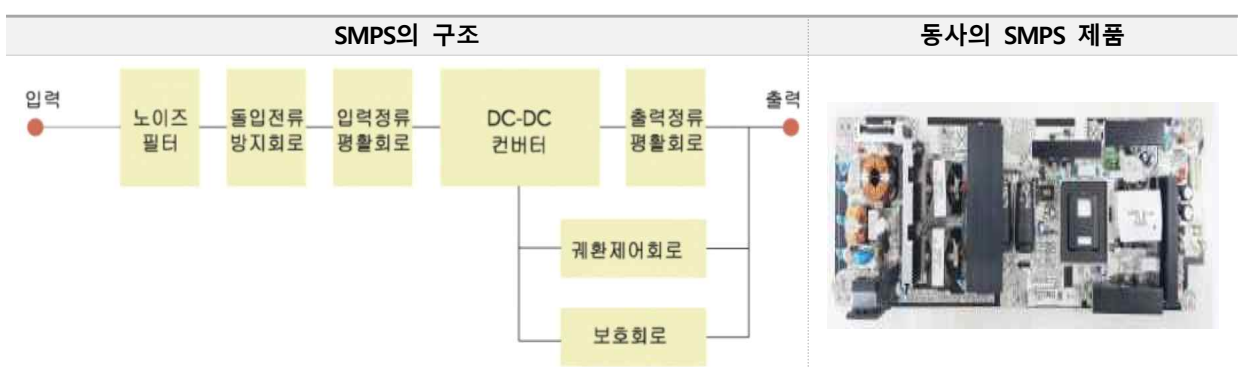 SMPS의 구조
동사의 SMPS 제품
입력
노이즈
필터
돌입전류
방지회로
입력정류
평활회로
DC-DC
컨버터
출력정류
평활회로
출력
궤환제어회로
보호회로